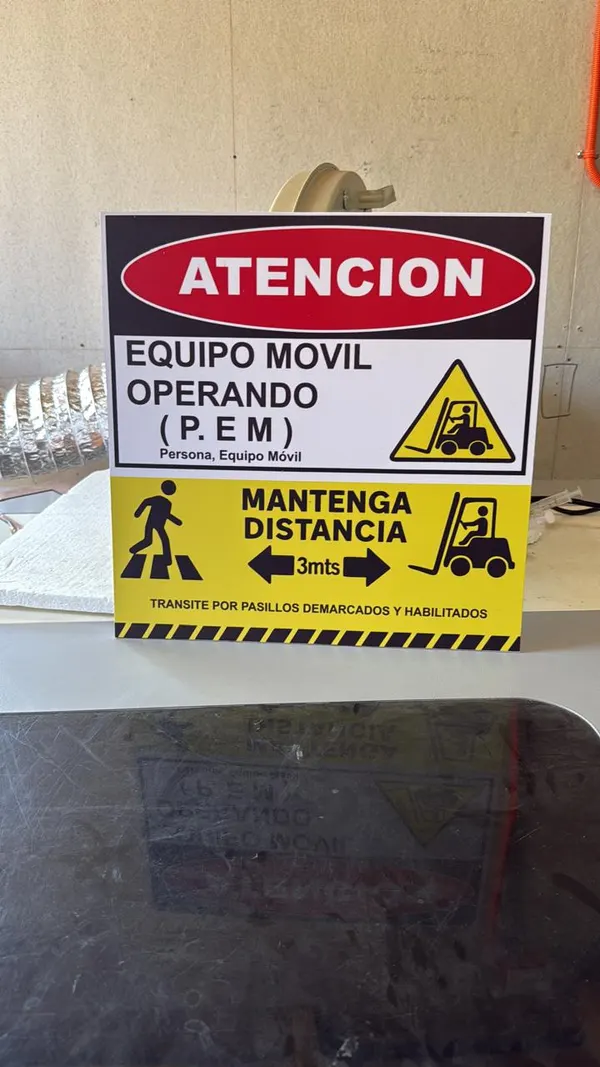 ATENCION
EQUIPO MOVIL
OPERANDO
( P. E M )
Persona, Equipo Móvil
MANTENGA
DISTANCIA
3mts
TRANSITE POR PASILLOS DEMARCADOS Y HABILITADOS